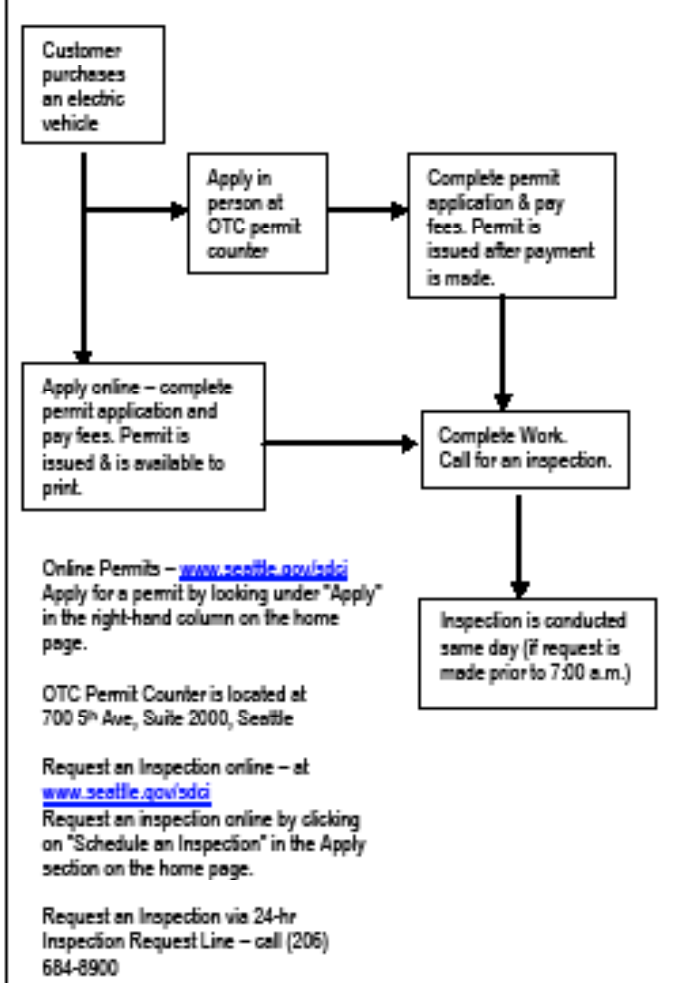 Customer
purchases
an electric
vehicle
Apply in
person at
OTC permit
counter
Complete permit
application & pay
fees. Permit is
issued after payment
is made.
Apply online – complete
permit application and
pay fees. Permit is
issued & is available to
print.
Complete Work.
Call for an inspection.
Inspection is conducted
same day (if request is
made prior to 7:00 a.m.)
Online Permits – www.seattle.gov/sdci
Apply for a permit by looking under "Apply"
in the right-hand column on the home
page.
OTC Permit Counter is located at
700 5th Ave, Suite 2000, Seattle
Request an Inspection online – at
www.seattle.gov/sdci
Request an inspection online by clicking
on "Schedule an Inspection" in the Apply
section on the home page.
Request an Inspection via 24-hr
Inspection Request Line – call (206)
684-8900